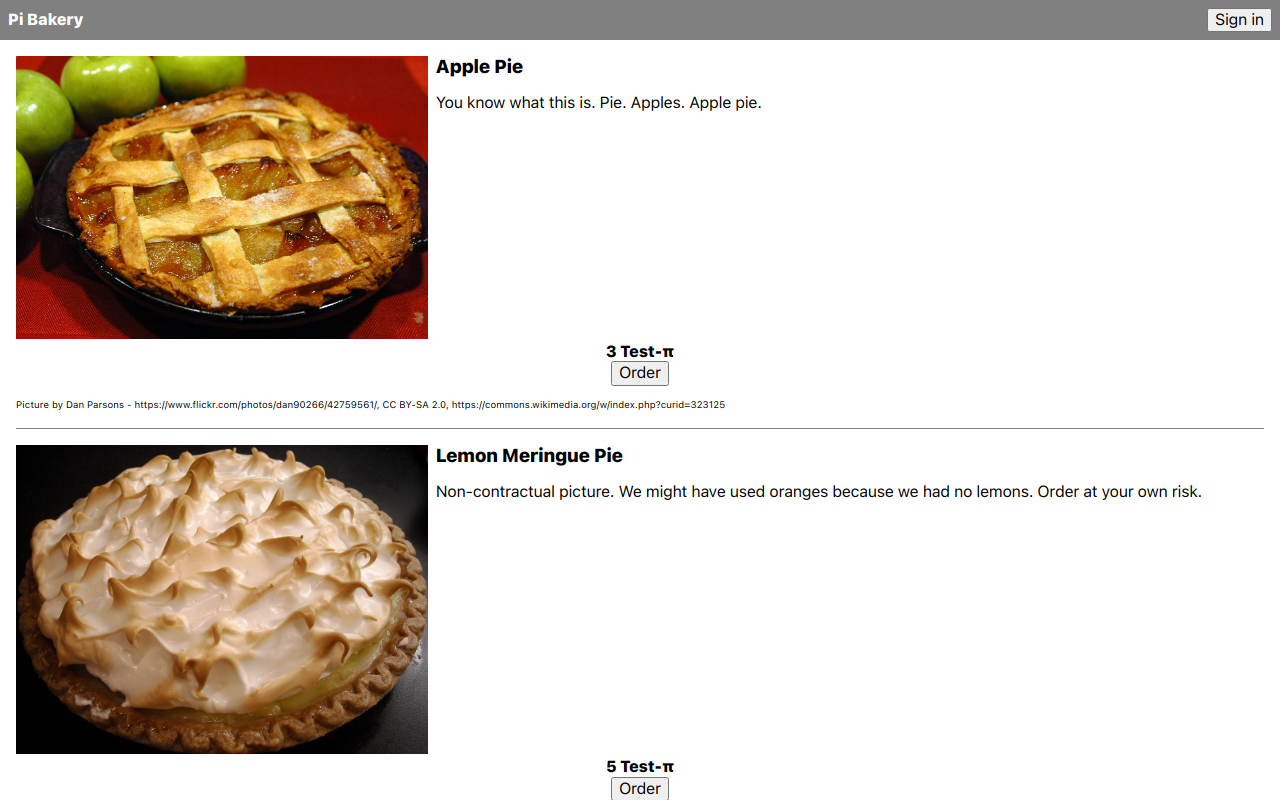 Pi Bakery
Sign in
Apple Pie
You know what this is. Pie. Apples. Apple pie.
3 Test-π
Order
Picture by Dan Parsons - https://www.flickr.com/photos/dan90266/42759561/, CC BY-SA 2.0, https://commons.wikimedia.org/w/index.php?curid=323125
Lemon Meringue Pie
Non-contractual picture. We might have used oranges because we had no lemons. Order at your own risk.
5 Test-π
Order